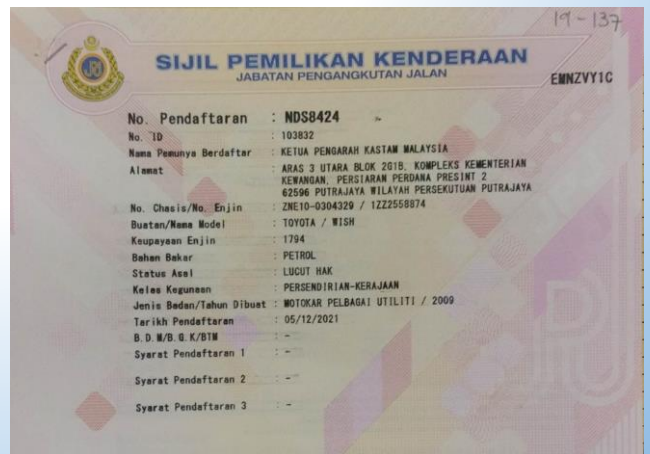 19-137
SIJIL PEMILIKAN KENDERAAN
JABATAN PENGANGKUTAN JALAN
EMNZVY1C
No. Pendaftaran : NDS8424
No. ID : 103832
Nama Pemunya Berdaftar : KETUA PENGARAH KASTAM MALAYSIA
Alamat : ARAS 3 UTARA BLOK 2G1B, KOMPLEKS KEMENTERIAN
KEWANGAN, PERSIARAN PERDANA PRESINT 2
62596 PUTRAJAYA WILAYAH PERSEKUTUAN PUTRAJAYA
No. Chasis/No. Enjin : ZNE10-0304329 / 1ZZ2558874
Buatan/Nama Model : TOYOTA / WISH
Keupayaan Enjin : 1794
Bahan Bakar : PETROL
Status Asal : LUCUT HAK
Kelas Kegunaan : PERSENDIRIAN-KERAJAAN
Jenis Badan/Tahun Dibuat : MOTOKAR PELBAGAI UTILITI / 2009
Tarikh Pendaftaran : 05/12/2021
B.D.M/B.G.K/BTM : -
Syarat Pendaftaran 1 : -
Syarat Pendaftaran 2 : -
Syarat Pendaftaran 3 : -